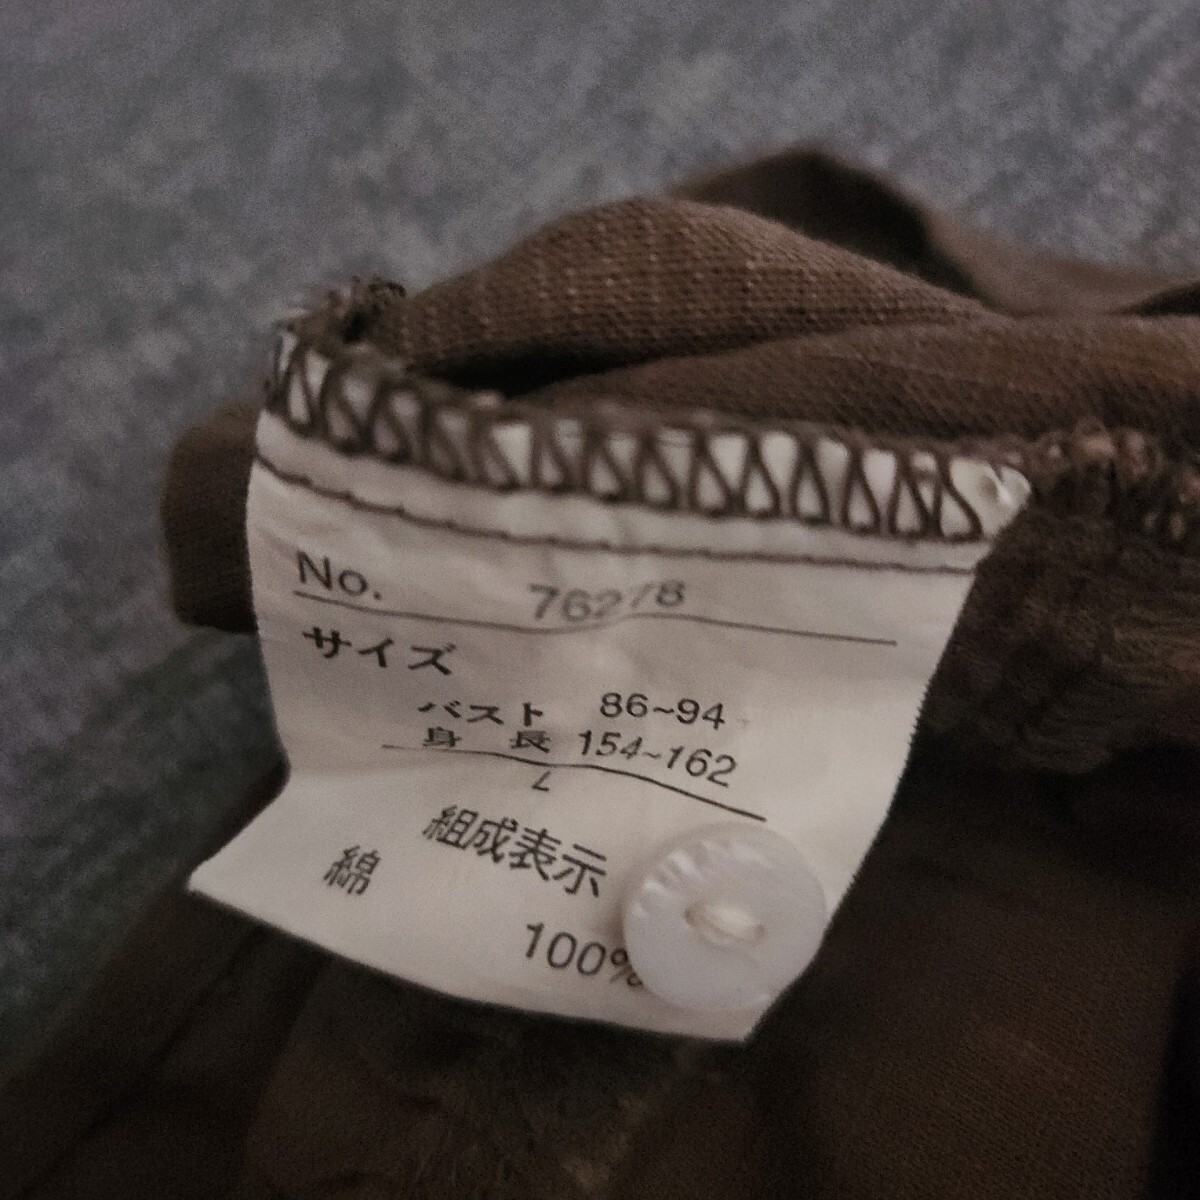 No. 76278
サイズ
バスト 86~94
身長 154~162
L
組成表示
綿
100%